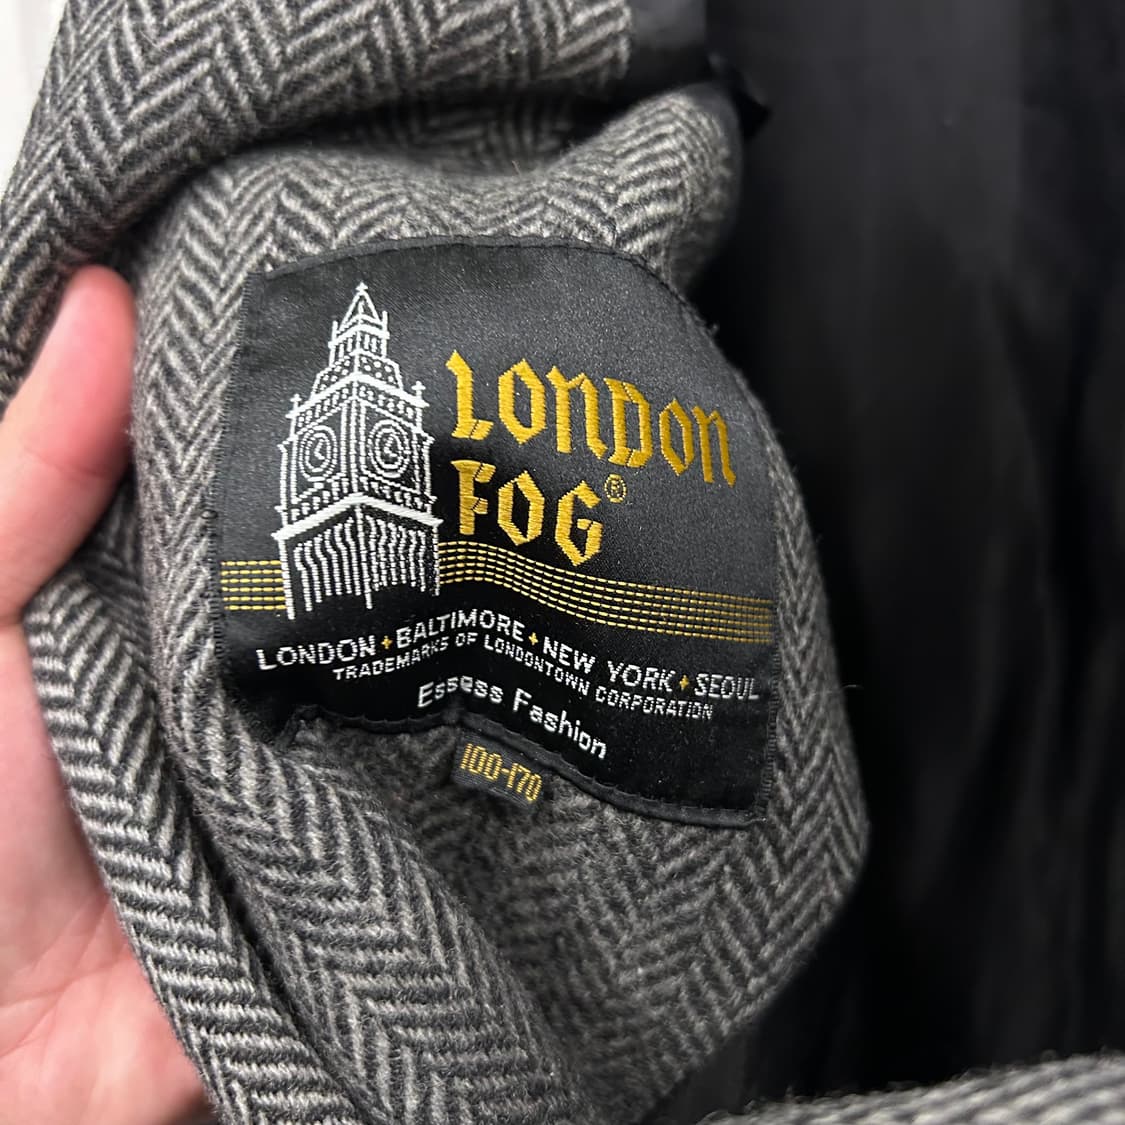 LONDON
FOG®
LONDON ✦ BALTIMORE ✦ NEW YORK ✦ SEOUL
TRADEMARKS OF LONDONTOWN CORPORATION
Essess Fashion
100-170